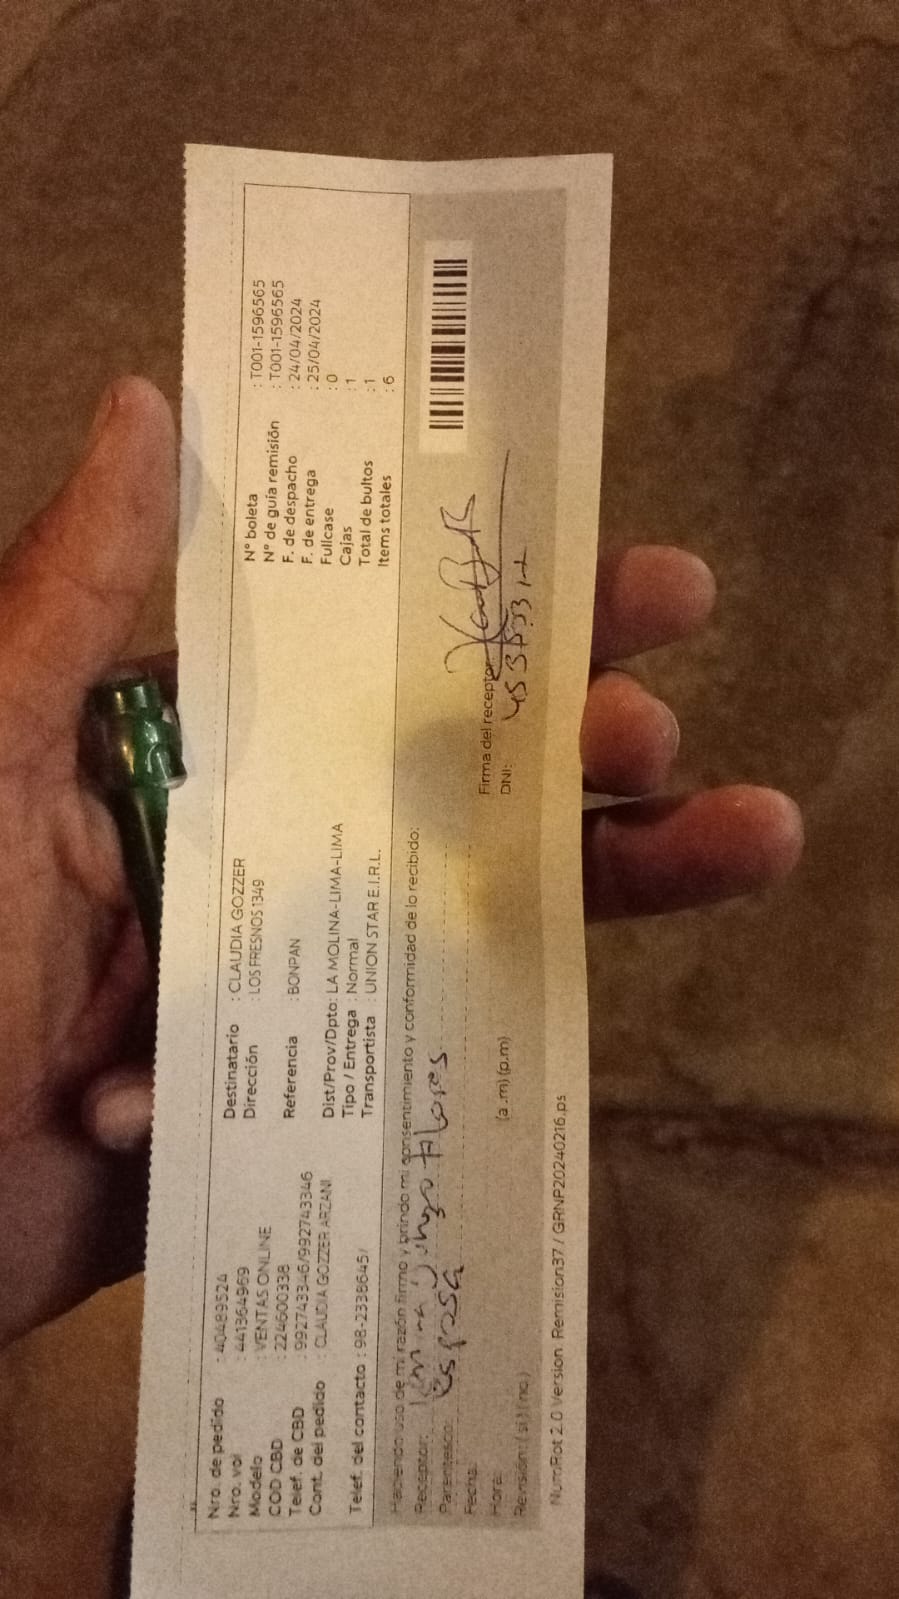 Nro. de pedido : 40489524
Nro. vol : 441364969
Modelo : VENTAS ONLINE
COD CBD : 224600338
Telef. de CBD : 992743346/992743346
Cont. del pedido : CLAUDIA GOZZER ARZANI
Telef. del contacto : 98-2338645/
Destinatario : CLAUDIA GOZZER
Dirección : LOS FRESNOS 1349
Referencia : BONPAN
Dist/Prov/Dpto: LA MOLINA-LIMA-LIMA
Tipo / Entrega : Normal
Transportista : UNION STAR E.I.R.L.
N° boleta : T001-1596565
N° de guía remisión : T001-1596565
F. de despacho : 24/04/2024
F. de entrega : 25/04/2024
Fullcase : 0
Cajas : 1
Total de bultos : 1
Items totales : 6
Haciendo uso de mi razón firmo y brindo mi consentimiento y conformidad de lo recibido:
Receptor: Flores
Parentesco: esposa
Fecha:
Hora: (a.m)(p.m)
Revisión: (si)(no)
Firma del receptor
DNI:
NutroRot 2.0 Version Remision37 / GRNP20240216.ps